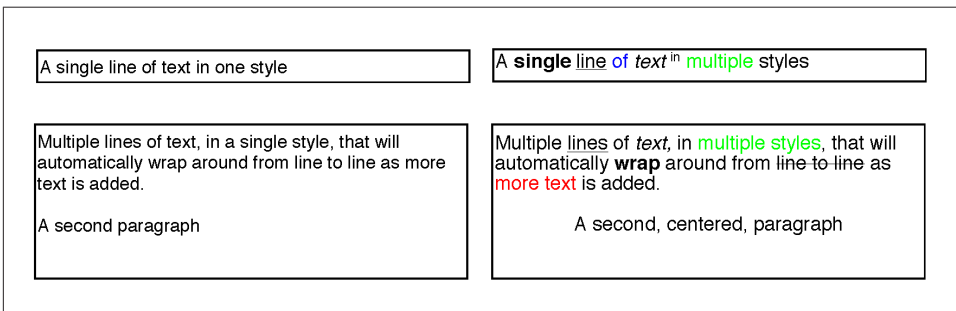 A single line of text in one style
A single line of text in multiple styles
Multiple lines of text, in a single style, that will
automatically wrap around from line to line as more
text is added.
A second paragraph
Multiple lines of text, in multiple styles, that will
automatically wrap around from line to line as
more text is added.
A second, centered, paragraph